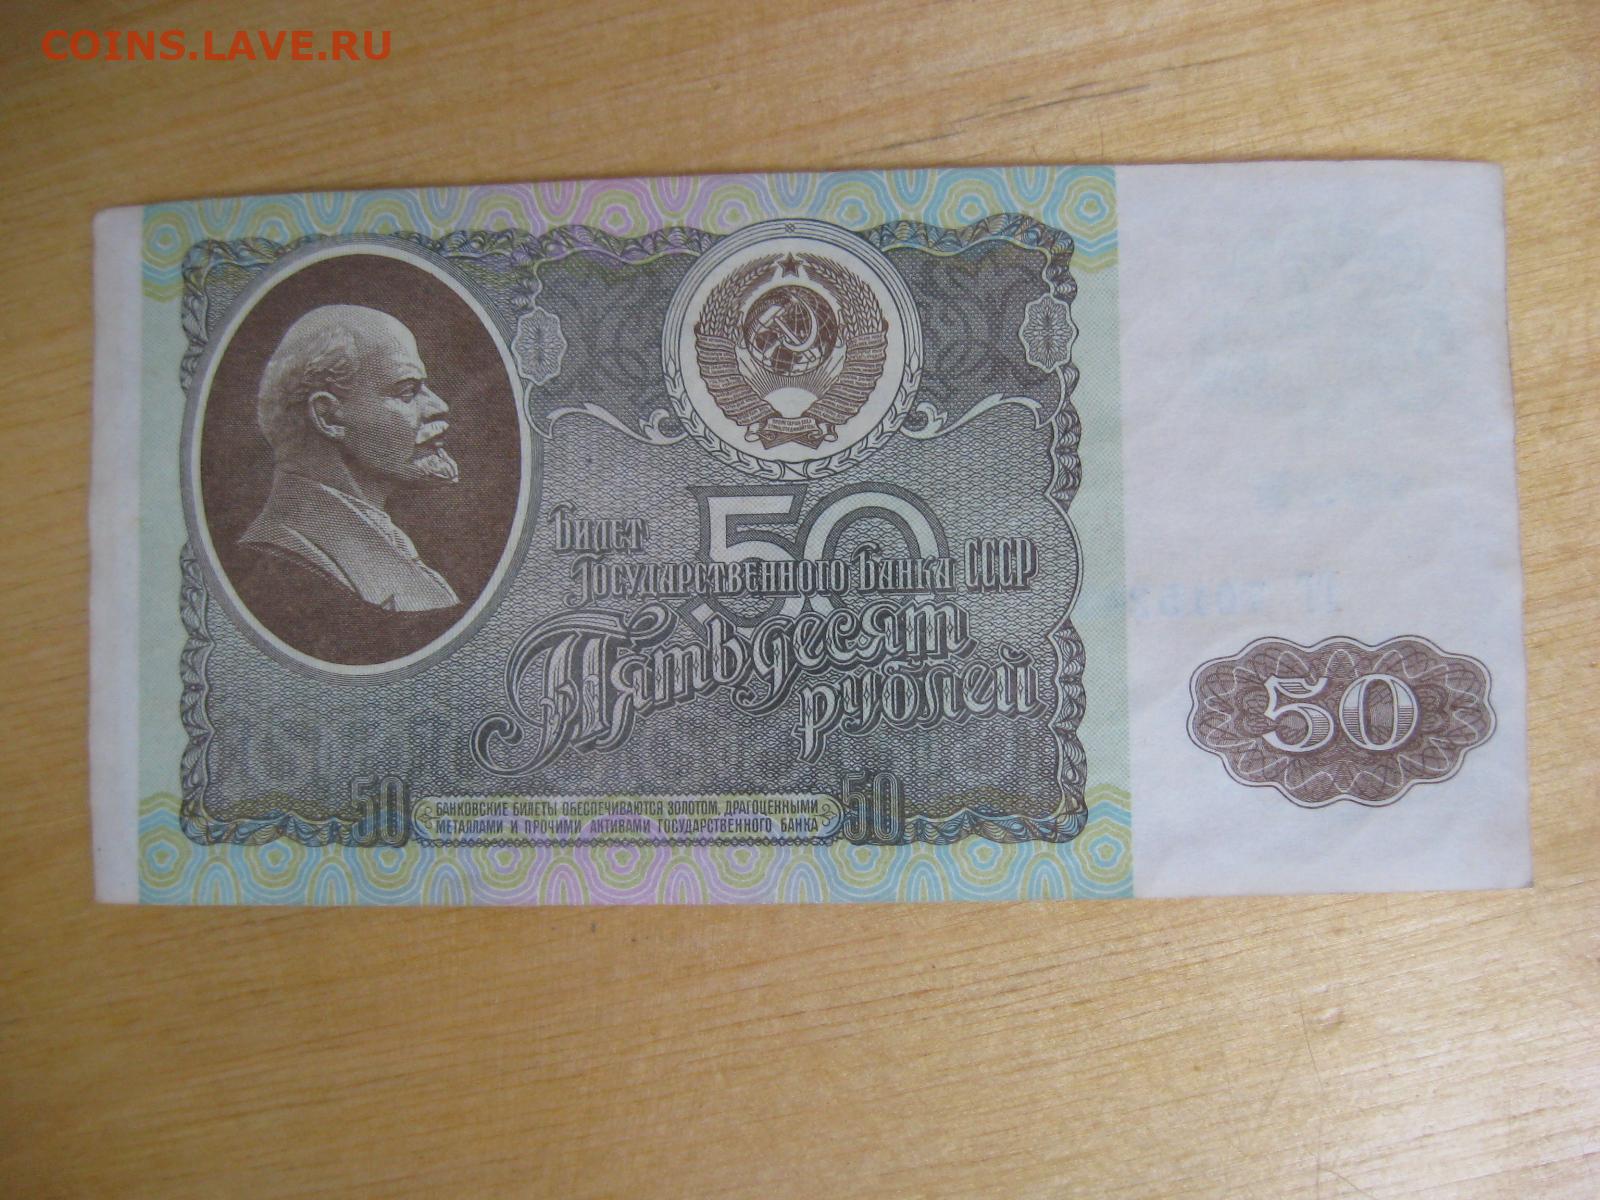 COINS.LAVE.RU
50
Билет
Государственного Банка СССР
Пятьдесят
рублей
50
50 БАНКОВСКИЕ БИЛЕТЫ ОБЕСПЕЧИВАЮТСЯ ЗОЛОТОМ, ДРАГОЦЕННЫМИ 50
МЕТАЛЛАМИ И ПРОЧИМИ АКТИВАМИ ГОСУДАРСТВЕННОГО БАНКА